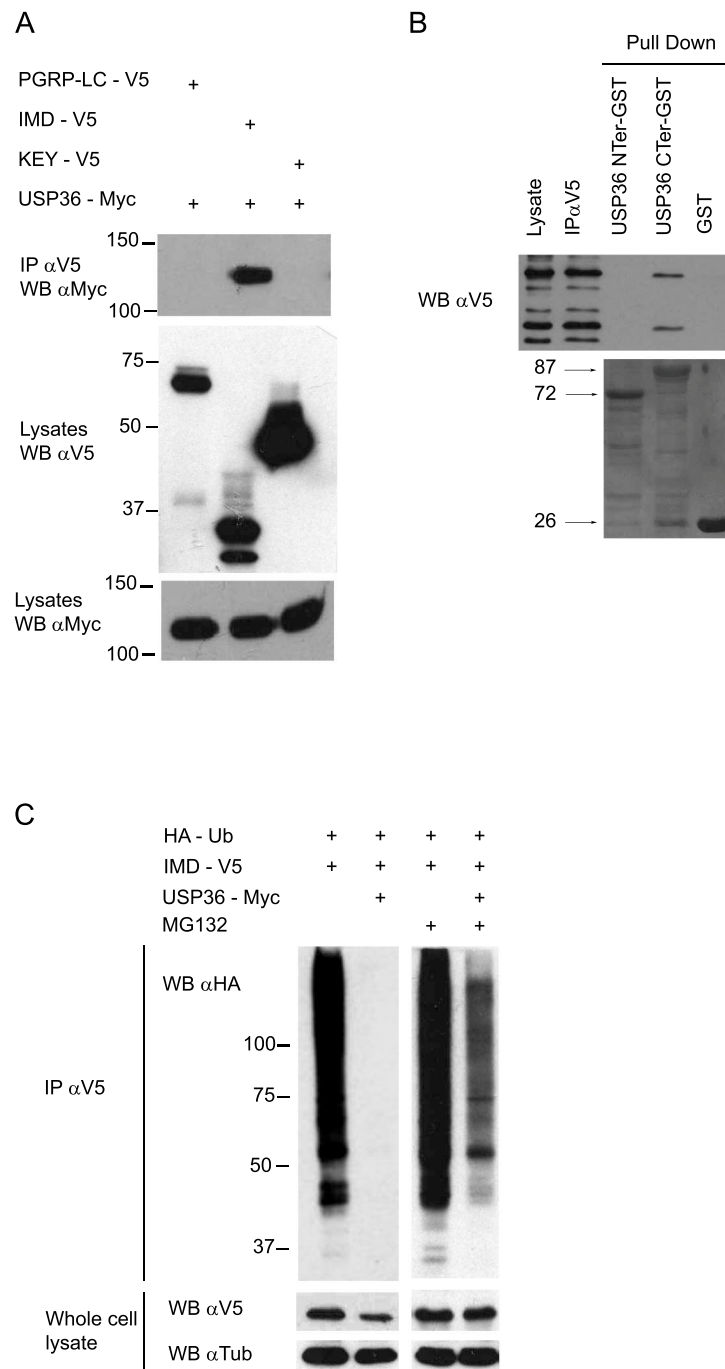 A
PGRP-LC - V5 +
IMD - V5 +
KEY - V5 +
USP36 - Myc + + +
150
IP αV5
WB αMyc
100
75
50
Lysates
WB αV5
37
150
Lysates
WB αMyc
100
B
Pull Down
Lysate
IPαV5
USP36 NTer-GST
USP36 CTer-GST
GST
WB αV5
87
72
26
C
HA - Ub + + + +
IMD - V5 + + + +
USP36 - Myc + +
MG132 + +
WB αHA
100
75
IP αV5
50
37
Whole cell
lysate
WB αV5
WB αTub